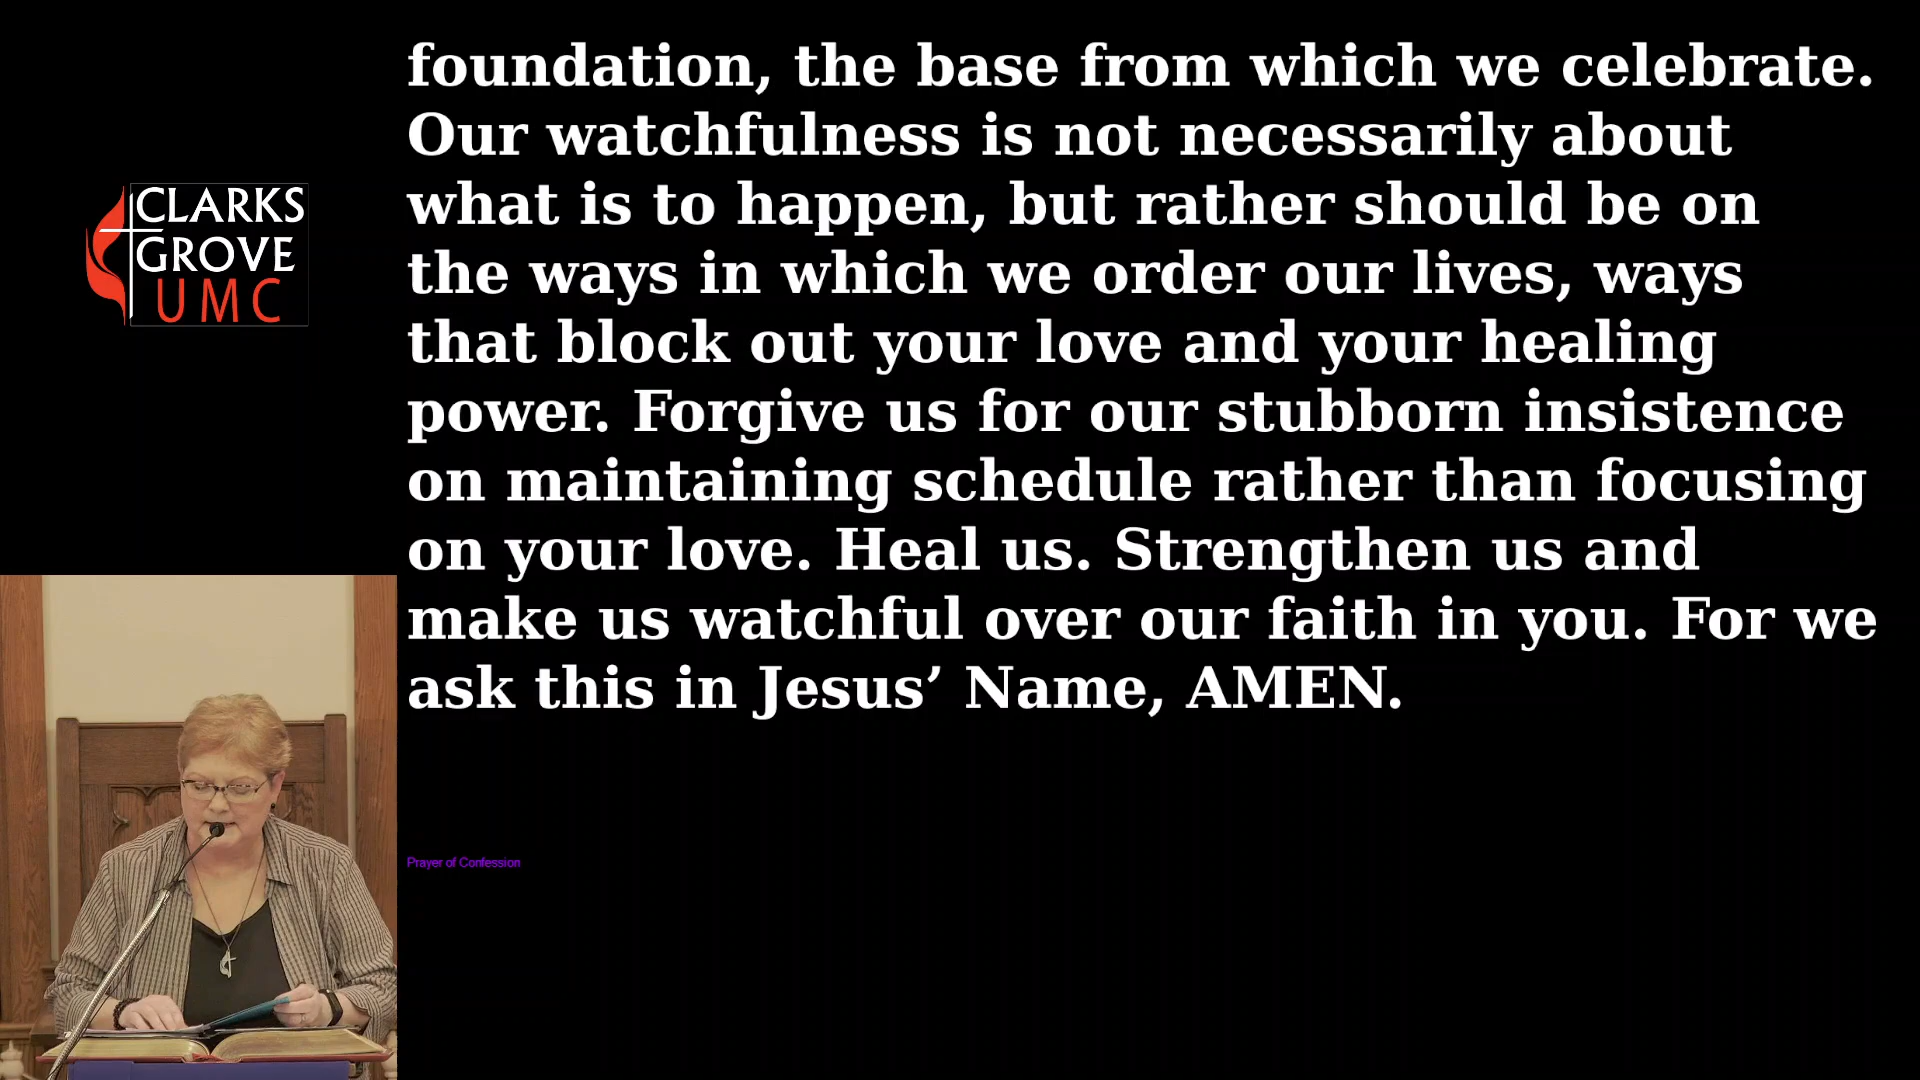 CLARKS
GROVE
UMC
foundation, the base from which we celebrate.
Our watchfulness is not necessarily about
what is to happen, but rather should be on
the ways in which we order our lives, ways
that block out your love and your healing
power. Forgive us for our stubborn insistence
on maintaining schedule rather than focusing
on your love. Heal us. Strengthen us and
make us watchful over our faith in you. For we
ask this in Jesus’ Name, AMEN.
Prayer of Confession